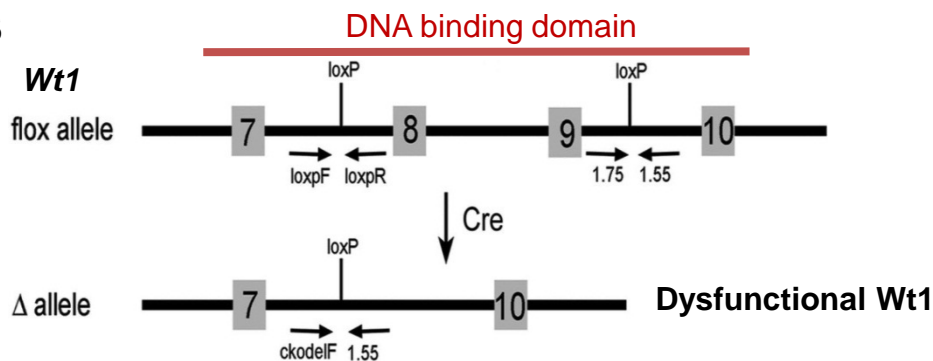 DNA binding domain
Wt1
loxP loxP
flox allele 7 8 9 10
loxpF loxpR 1.75 1.55
Cre
loxP
Δ allele 7 10 Dysfunctional Wt1
ckodelF 1.55